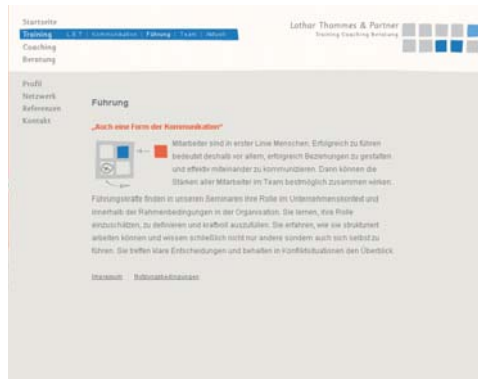 Startseite
Training L.E.T. | Kommunikation | Führung | Team | Aktuell
Coaching
Beratung
Lothar Thommes & Partner
Training Coaching Beratung
Profil
Netzwerk
Referenzen
Kontakt
Führung
„Auch eine Form der Kommunikation“
Mitarbeiter sind in erster Linie Menschen. Erfolgreich zu führen
bedeutet deshalb vor allem, erfolgreich Beziehungen zu gestalten
und effektiv miteinander zu kommunizieren. Dann können die
Stärken aller Mitarbeiter im Team bestmöglich zusammen wirken.
Führungskräfte finden in unseren Seminaren ihre Rolle im Unternehmenskontext und
innerhalb der Rahmenbedingungen in der Organisation. Sie lernen, ihre Rolle
einzuschätzen, zu definieren und kraftvoll auszufüllen. Sie erfahren, wie sie strukturiert
arbeiten können und wissen schließlich nicht nur andere sondern auch sich selbst zu
führen. Sie treffen klare Entscheidungen und behalten in Konfliktsituationen den Überblick.
Impressum Nutzungsbedingungen